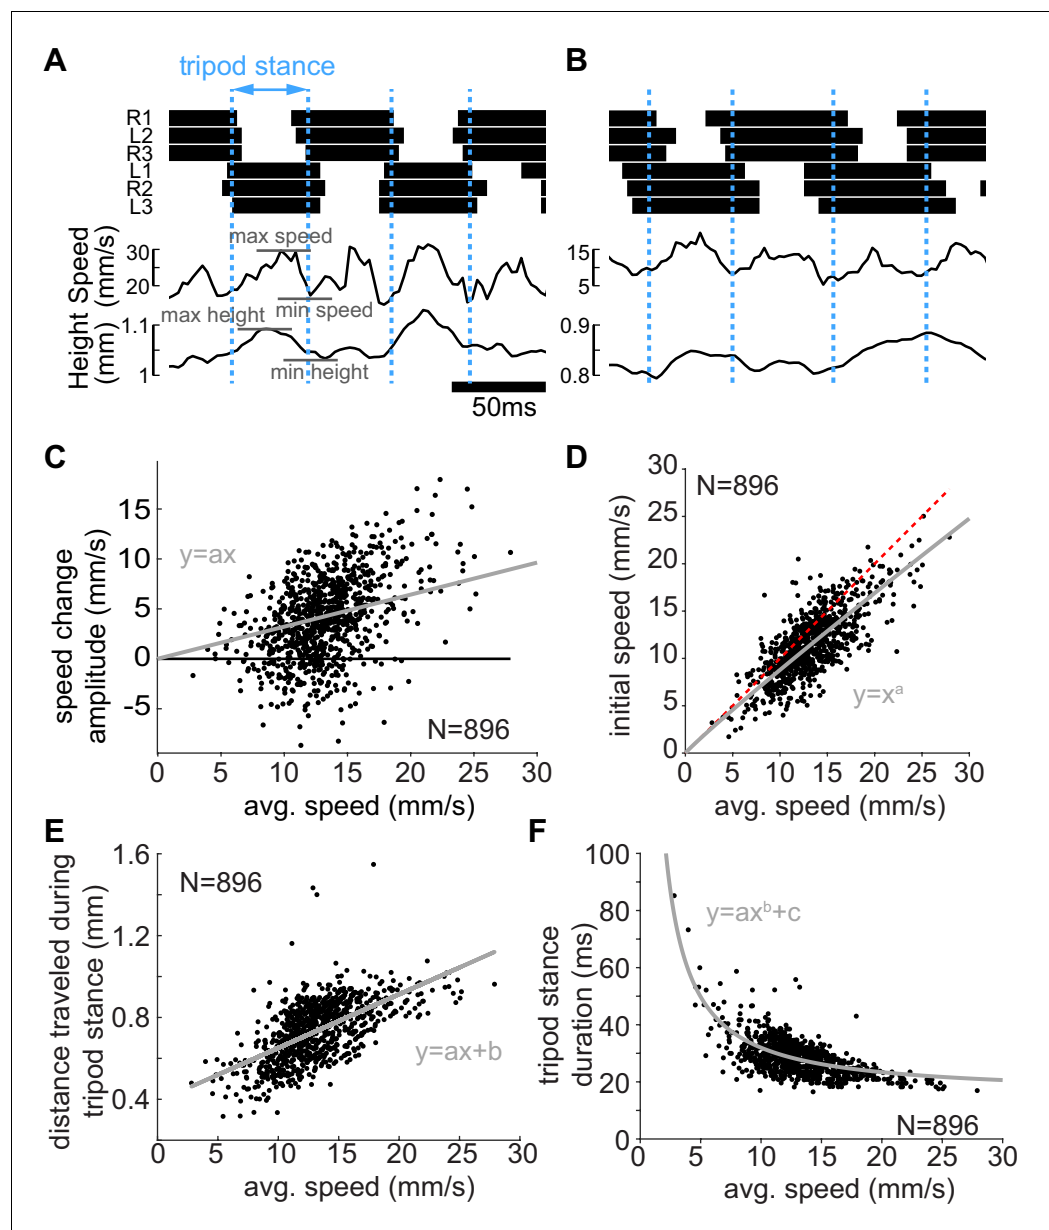 A
tripod stance
R1
L2
R3
L1
R2
L3
Speed
(mm/s)
30
20
max speed
min speed
Height
(mm)
1.1
1
max height
min height
50ms
B
15
5
0.9
0.8
C
speed change
amplitude (mm/s)
15
10
5
0
−5
y=ax
N=896
0 5 10 15 20 25 30
avg. speed (mm/s)
D
initial speed (mm/s)
30
25
20
15
10
5
0
N=896
y=xᵃ
0 5 10 15 20 25 30
avg. speed (mm/s)
E
distance traveled during
tripod stance (mm)
1.6
1.2
0.8
0.4
N=896
y=ax+b
0 5 10 15 20 25 30
avg. speed (mm/s)
F
tripod stance
duration (ms)
100
80
60
40
20
0
y=axᵇ+c
N=896
0 5 10 15 20 25 30
avg. speed (mm/s)